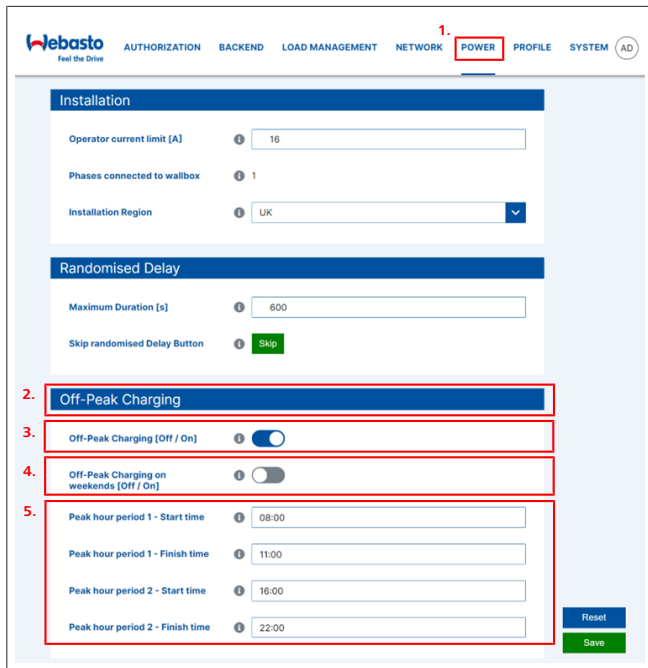 1.
Webasto
Feel the Drive
AUTHORIZATION BACKEND LOAD MANAGEMENT NETWORK POWER PROFILE SYSTEM AD
Installation
Operator current limit [A] i 16
Phases connected to wallbox i 1
Installation Region i UK
Randomised Delay
Maximum Duration [s] i 600
Skip randomised Delay Button i Skip
2. Off-Peak Charging
3. Off-Peak Charging [Off / On] i
4. Off-Peak Charging on
weekends [Off / On] i
5. Peak hour period 1 - Start time i 08:00
Peak hour period 1 - Finish time i 11:00
Peak hour period 2 - Start time i 16:00
Peak hour period 2 - Finish time i 22:00
Reset
Save